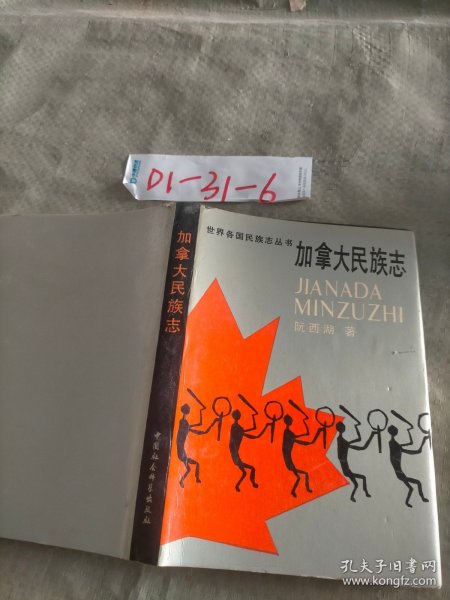 D1-31-6
世界各国民族志丛书
加拿大民族志
JIANADA
MINZUZHI
阮西湖 著
加拿大民族志
中国社会科学出版社
孔夫子旧书网
www.kongfz.com